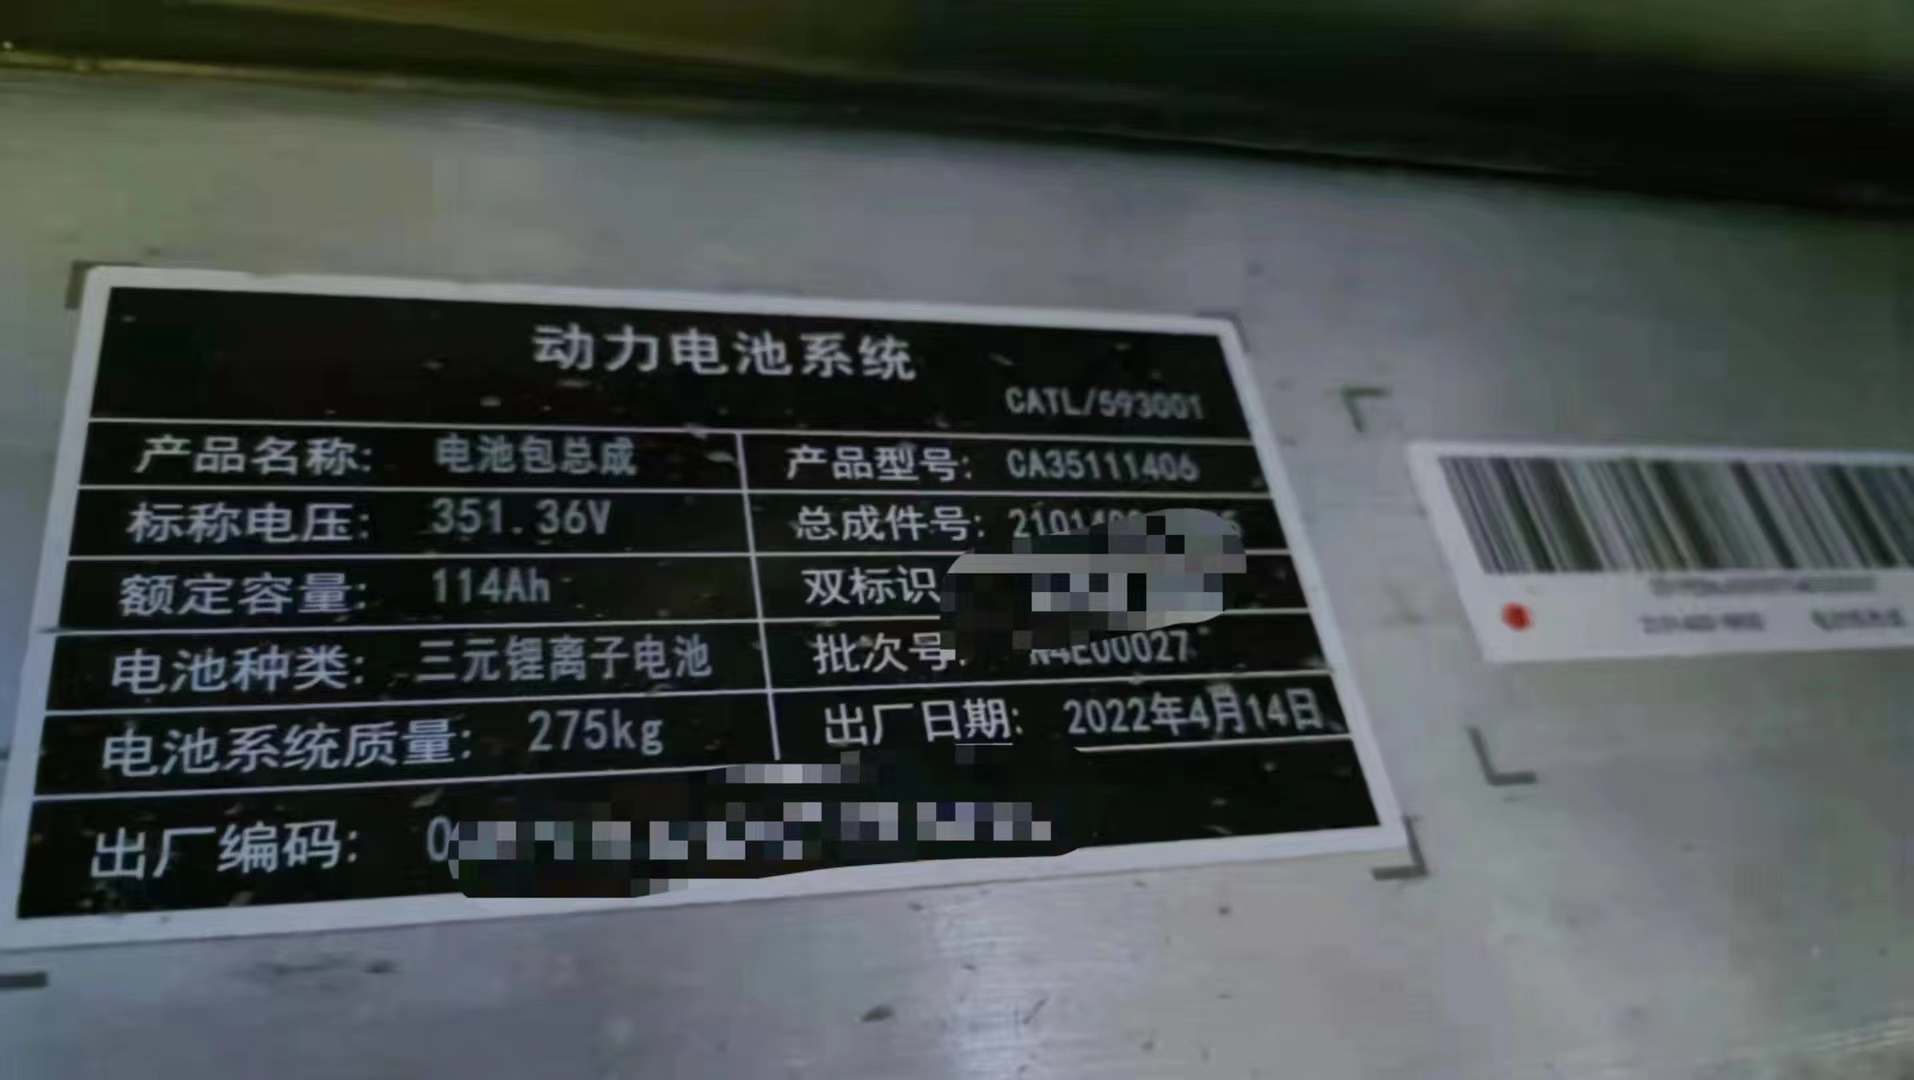 动力电池系统
CATL/593001
产品名称: 电池包总成 产品型号: CA35111406
标称电压: 351.36V 总成件号:
额定容量: 114Ah 双标识
电池种类: 三元锂离子电池 批次号:
电池系统质量: 275kg 出厂日期: 2022年4月14日
出厂编码: